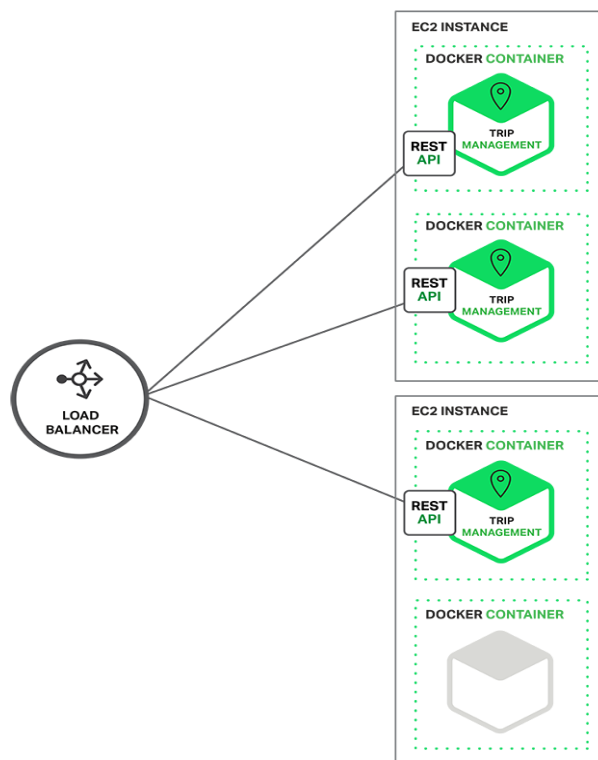 EC2 INSTANCE
DOCKER CONTAINER
TRIP
MANAGEMENT
REST
API
DOCKER CONTAINER
TRIP
MANAGEMENT
REST
API
LOAD
BALANCER
EC2 INSTANCE
DOCKER CONTAINER
TRIP
MANAGEMENT
REST
API
DOCKER CONTAINER